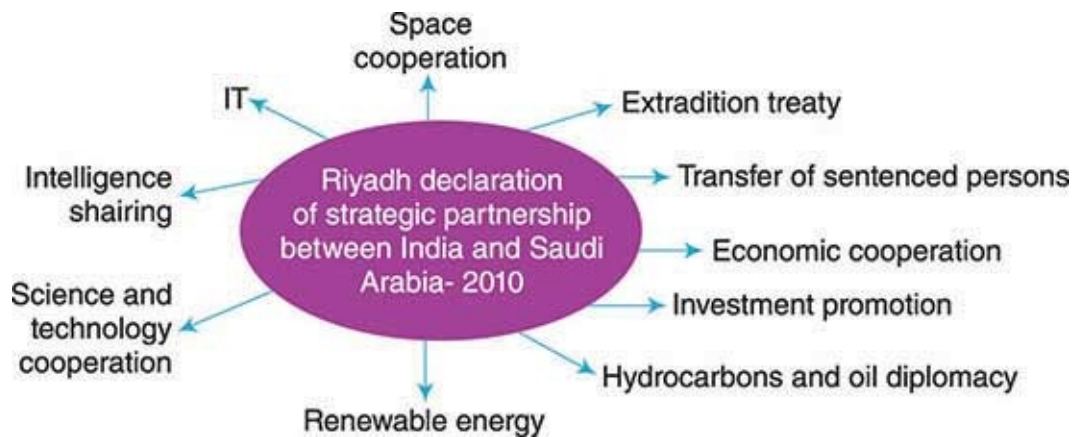 Space
cooperation
IT
Extradition treaty
Intelligence
shairing
Transfer of sentenced persons
Riyadh declaration
of strategic partnership
between India and Saudi
Arabia- 2010
Economic cooperation
Science and
technology
cooperation
Investment promotion
Hydrocarbons and oil diplomacy
Renewable energy